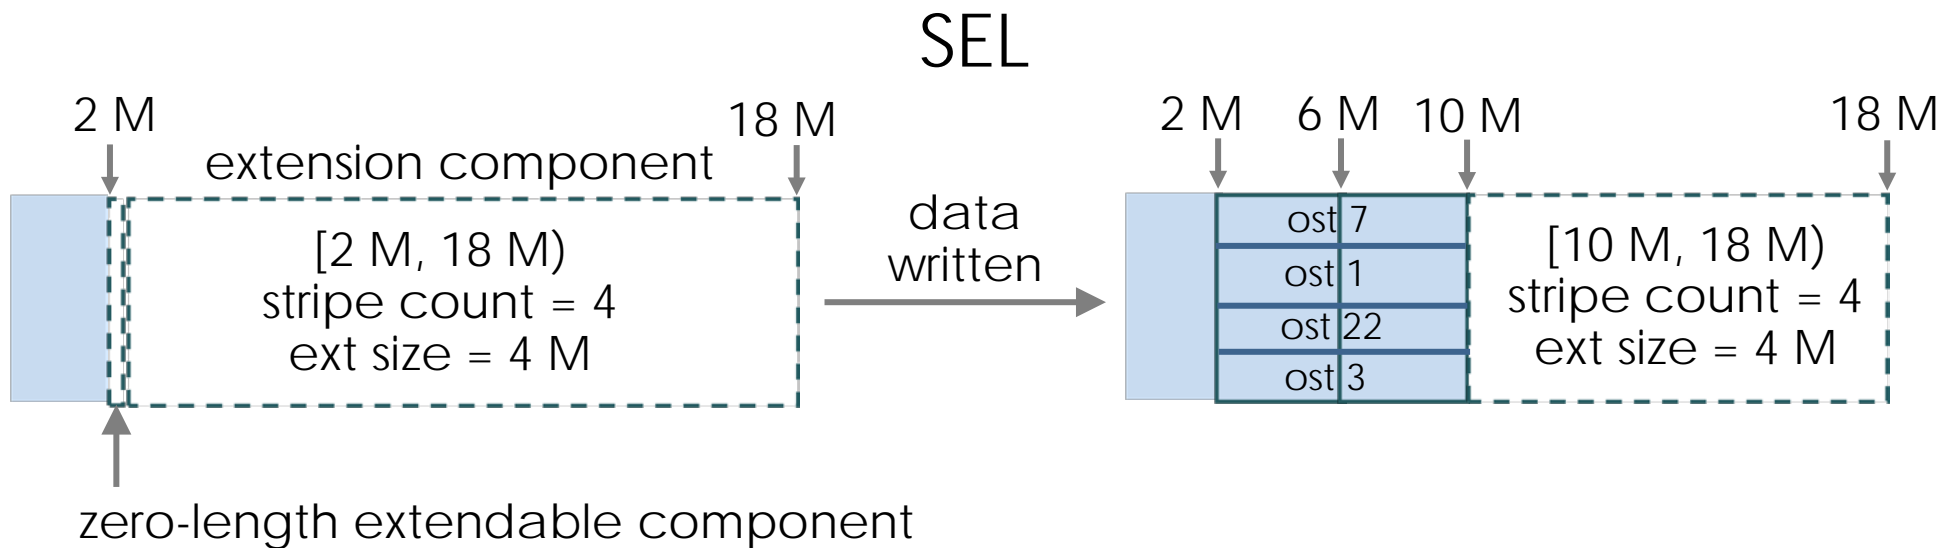 SEL
2 M
18 M
extension component
[2 M, 18 M)
stripe count = 4
ext size = 4 M
zero-length extendable component
data
written
2 M
6 M
10 M
18 M
ost 7
ost 1
ost 22
ost 3
[10 M, 18 M)
stripe count = 4
ext size = 4 M